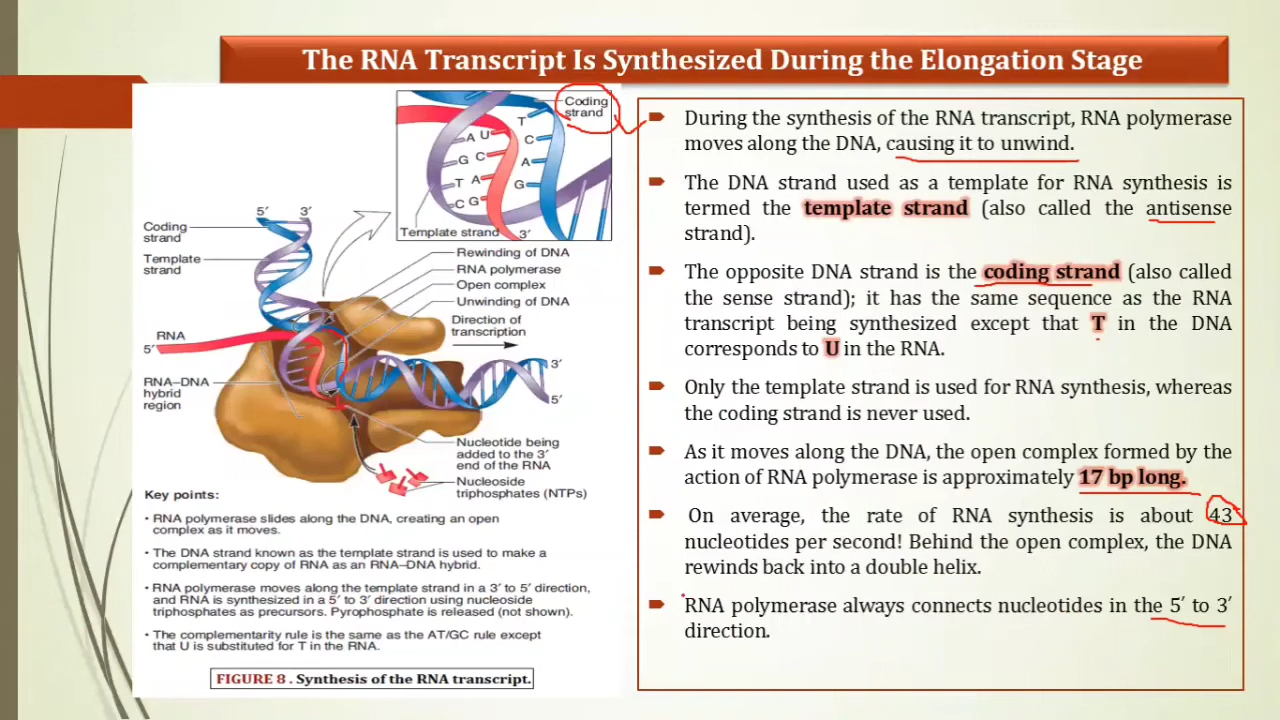 The RNA Transcript Is Synthesized During the Elongation Stage
Coding
strand
T
A U
C
G C
A
T A
G
C G
Template strand
3′
5′ 3′
Coding
strand
Template
strand
RNA
5′
RNA–DNA
hybrid
region
Rewinding of DNA
RNA polymerase
Open complex
Unwinding of DNA
Direction of
transcription
3′
5′
Nucleotide being
added to the 3′
end of the RNA
Nucleoside
triphosphates (NTPs)
Key points:
• RNA polymerase slides along the DNA, creating an open
complex as it moves.
• The DNA strand known as the template strand is used to make a
complementary copy of RNA as an RNA–DNA hybrid.
• RNA polymerase moves along the template strand in a 3′ to 5′ direction,
and RNA is synthesized in a 5′ to 3′ direction using nucleoside
triphosphates as precursors. Pyrophosphate is released (not shown).
• The complementarity rule is the same as the AT/GC rule except
that U is substituted for T in the RNA.
FIGURE 8 . Synthesis of the RNA transcript.
During the synthesis of the RNA transcript, RNA polymerase
moves along the DNA, causing it to unwind.
The DNA strand used as a template for RNA synthesis is
termed the template strand (also called the antisense
strand).
The opposite DNA strand is the coding strand (also called
the sense strand); it has the same sequence as the RNA
transcript being synthesized except that T in the DNA
corresponds to U in the RNA.
Only the template strand is used for RNA synthesis, whereas
the coding strand is never used.
As it moves along the DNA, the open complex formed by the
action of RNA polymerase is approximately 17 bp long.
On average, the rate of RNA synthesis is about 43
nucleotides per second! Behind the open complex, the DNA
rewinds back into a double helix.
RNA polymerase always connects nucleotides in the 5′ to 3′
direction.